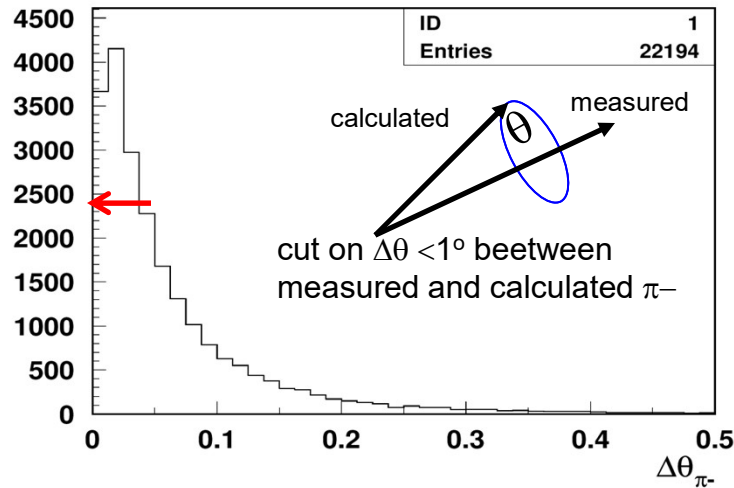 4500
4000
3500
3000
2500
2000
1500
1000
500
0
ID 1
Entries 22194
calculated
measured
θ
cut on Δθ <1º beetween
measured and calculated π−
0 0.1 0.2 0.3 0.4 0.5
Δθπ-